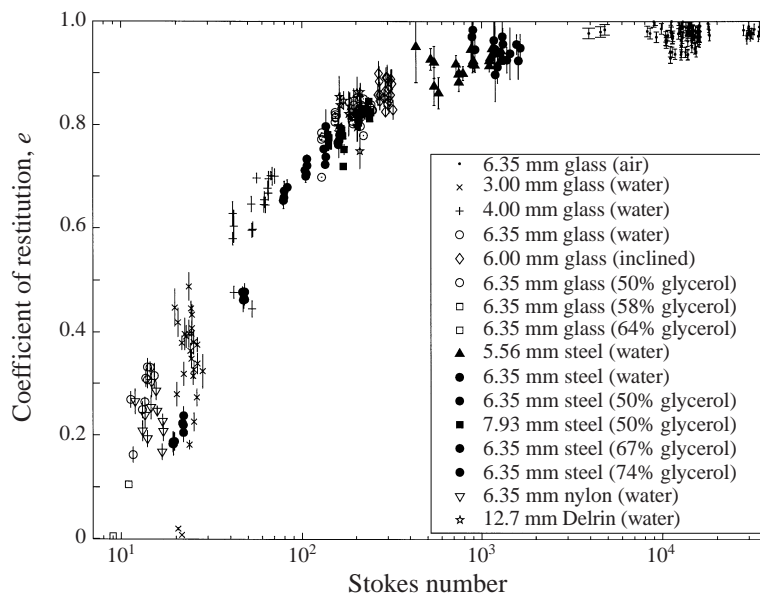 1.0
0.8
0.6
0.4
0.2
0
Coefficient of restitution, e
10¹ 10² 10³ 10⁴
Stokes number
6.35 mm glass (air)
3.00 mm glass (water)
4.00 mm glass (water)
6.35 mm glass (water)
6.00 mm glass (inclined)
6.35 mm glass (50% glycerol)
6.35 mm glass (58% glycerol)
6.35 mm glass (64% glycerol)
5.56 mm steel (water)
6.35 mm steel (water)
6.35 mm steel (50% glycerol)
7.93 mm steel (50% glycerol)
6.35 mm steel (67% glycerol)
6.35 mm steel (74% glycerol)
6.35 mm nylon (water)
12.7 mm Delrin (water)